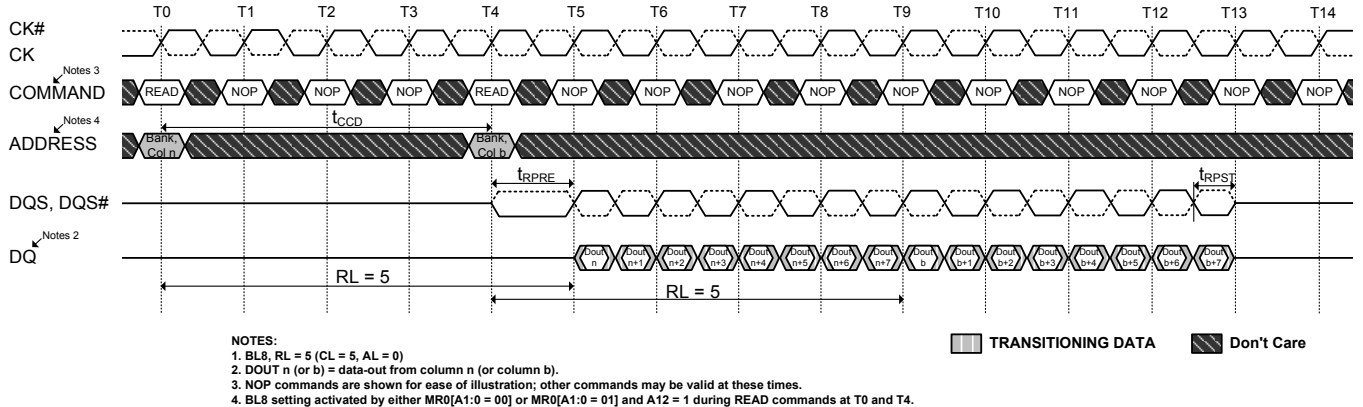 T0 T1 T2 T3 T4 T5 T6 T7 T8 T9 T10 T11 T12 T13 T14
CK#
CK
Notes 3
COMMAND READ NOP NOP NOP READ NOP NOP NOP NOP NOP NOP NOP NOP NOP NOP
tCCD
Notes 4
ADDRESS Bank, Col n Bank, Col b
tRPRE tRPST
DQS, DQS#
Notes 2
DQ Dout n Dout n+1 Dout n+2 Dout n+3 Dout n+4 Dout n+5 Dout n+6 Dout n+7 Dout b Dout b+1 Dout b+2 Dout b+3 Dout b+4 Dout b+5 Dout b+6 Dout b+7
RL = 5 RL = 5
NOTES:
1. BL8, RL = 5 (CL = 5, AL = 0)
2. DOUT n (or b) = data-out from column n (or column b).
3. NOP commands are shown for ease of illustration; other commands may be valid at these times.
4. BL8 setting activated by either MR0[A1:0 = 00] or MR0[A1:0 = 01] and A12 = 1 during READ commands at T0 and T4.
TRANSITIONING DATA Don't Care